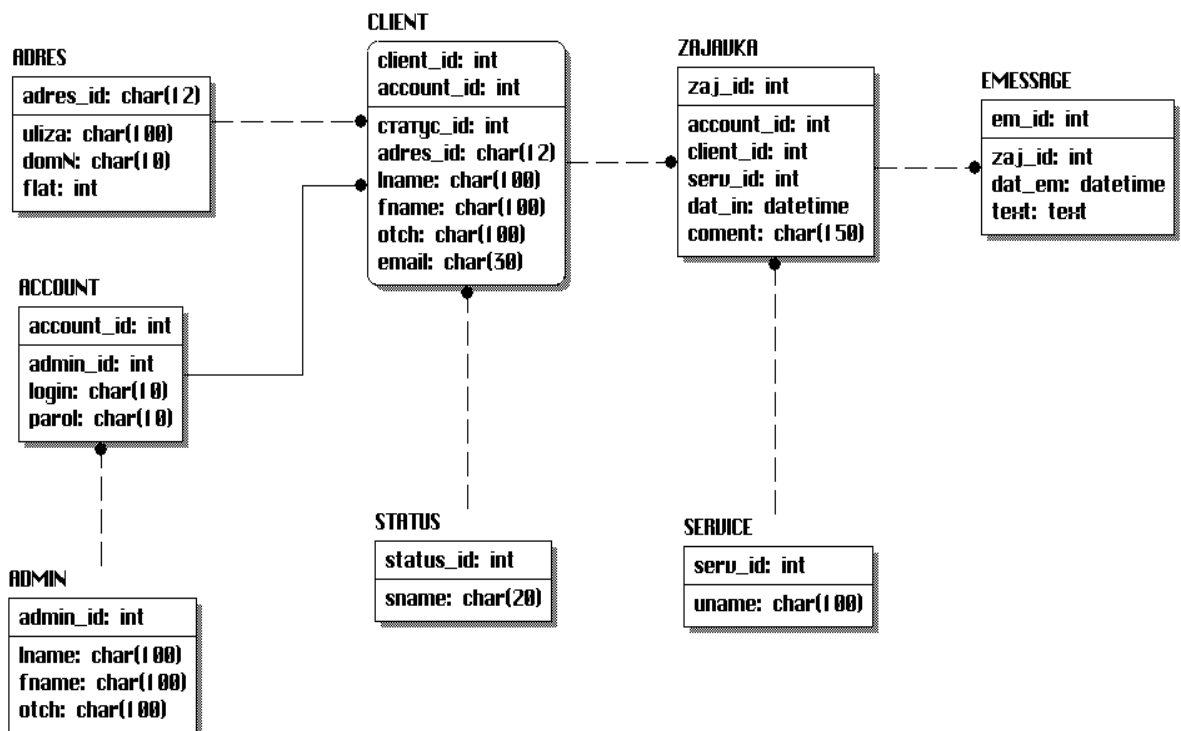 ADRES
adres_id: char(12)
uliza: char(100)
domN: char(10)
flat: int
CLIENT
client_id: int
account_id: int
статус_id: int
adres_id: char(12)
lname: char(100)
fname: char(100)
otch: char(100)
email: char(30)
ZAJAVKA
zaj_id: int
account_id: int
client_id: int
serv_id: int
dat_in: datetime
coment: char(150)
EMESSAGE
em_id: int
zaj_id: int
dat_em: datetime
text: text
ACCOUNT
account_id: int
admin_id: int
login: char(10)
parol: char(10)
ADMIN
admin_id: int
lname: char(100)
fname: char(100)
otch: char(100)
STATUS
status_id: int
sname: char(20)
SERVICE
serv_id: int
uname: char(100)